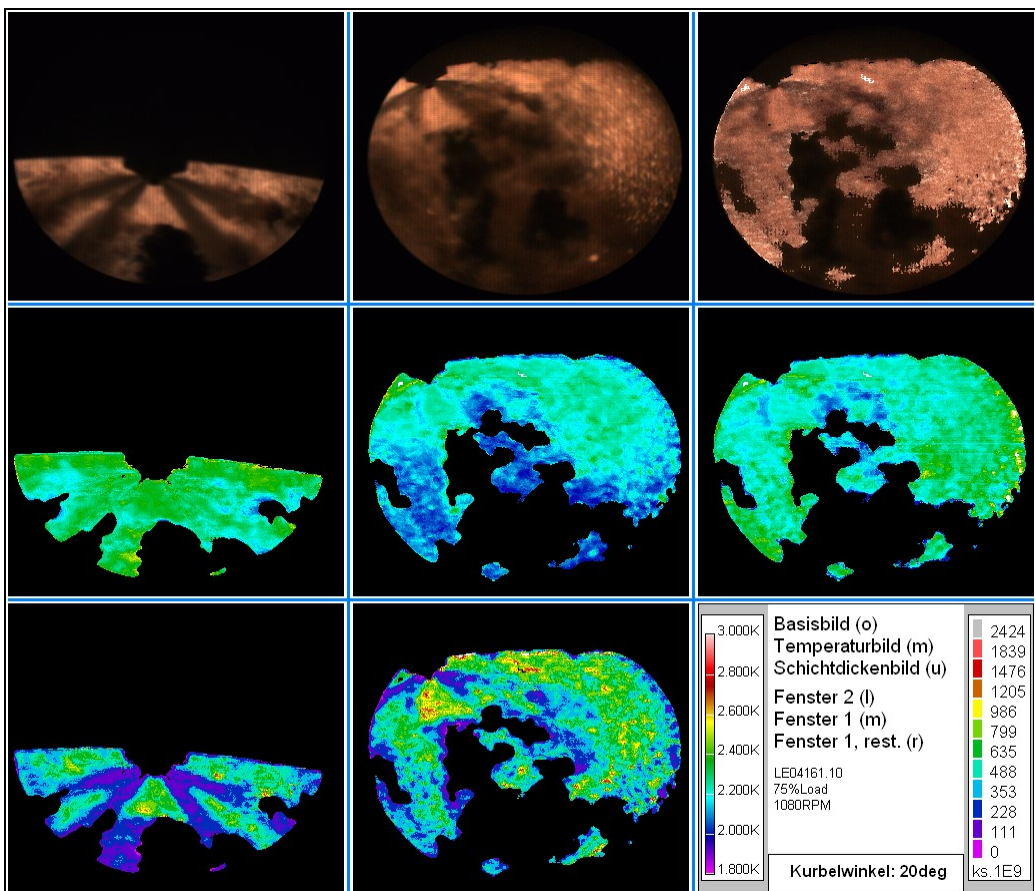 3.000K
2.800K
2.600K
2.400K
2.200K
2.000K
1.800K
Basisbild (o)
Temperaturbild (m)
Schichtdickenbild (u)
Fenster 2 (l)
Fenster 1 (m)
Fenster 1, rest. (r)
LE04161.10
75%Load
1080RPM
Kurbelwinkel: 20deg
2424
1839
1476
1205
986
799
635
488
353
228
111
0
ks.1E9